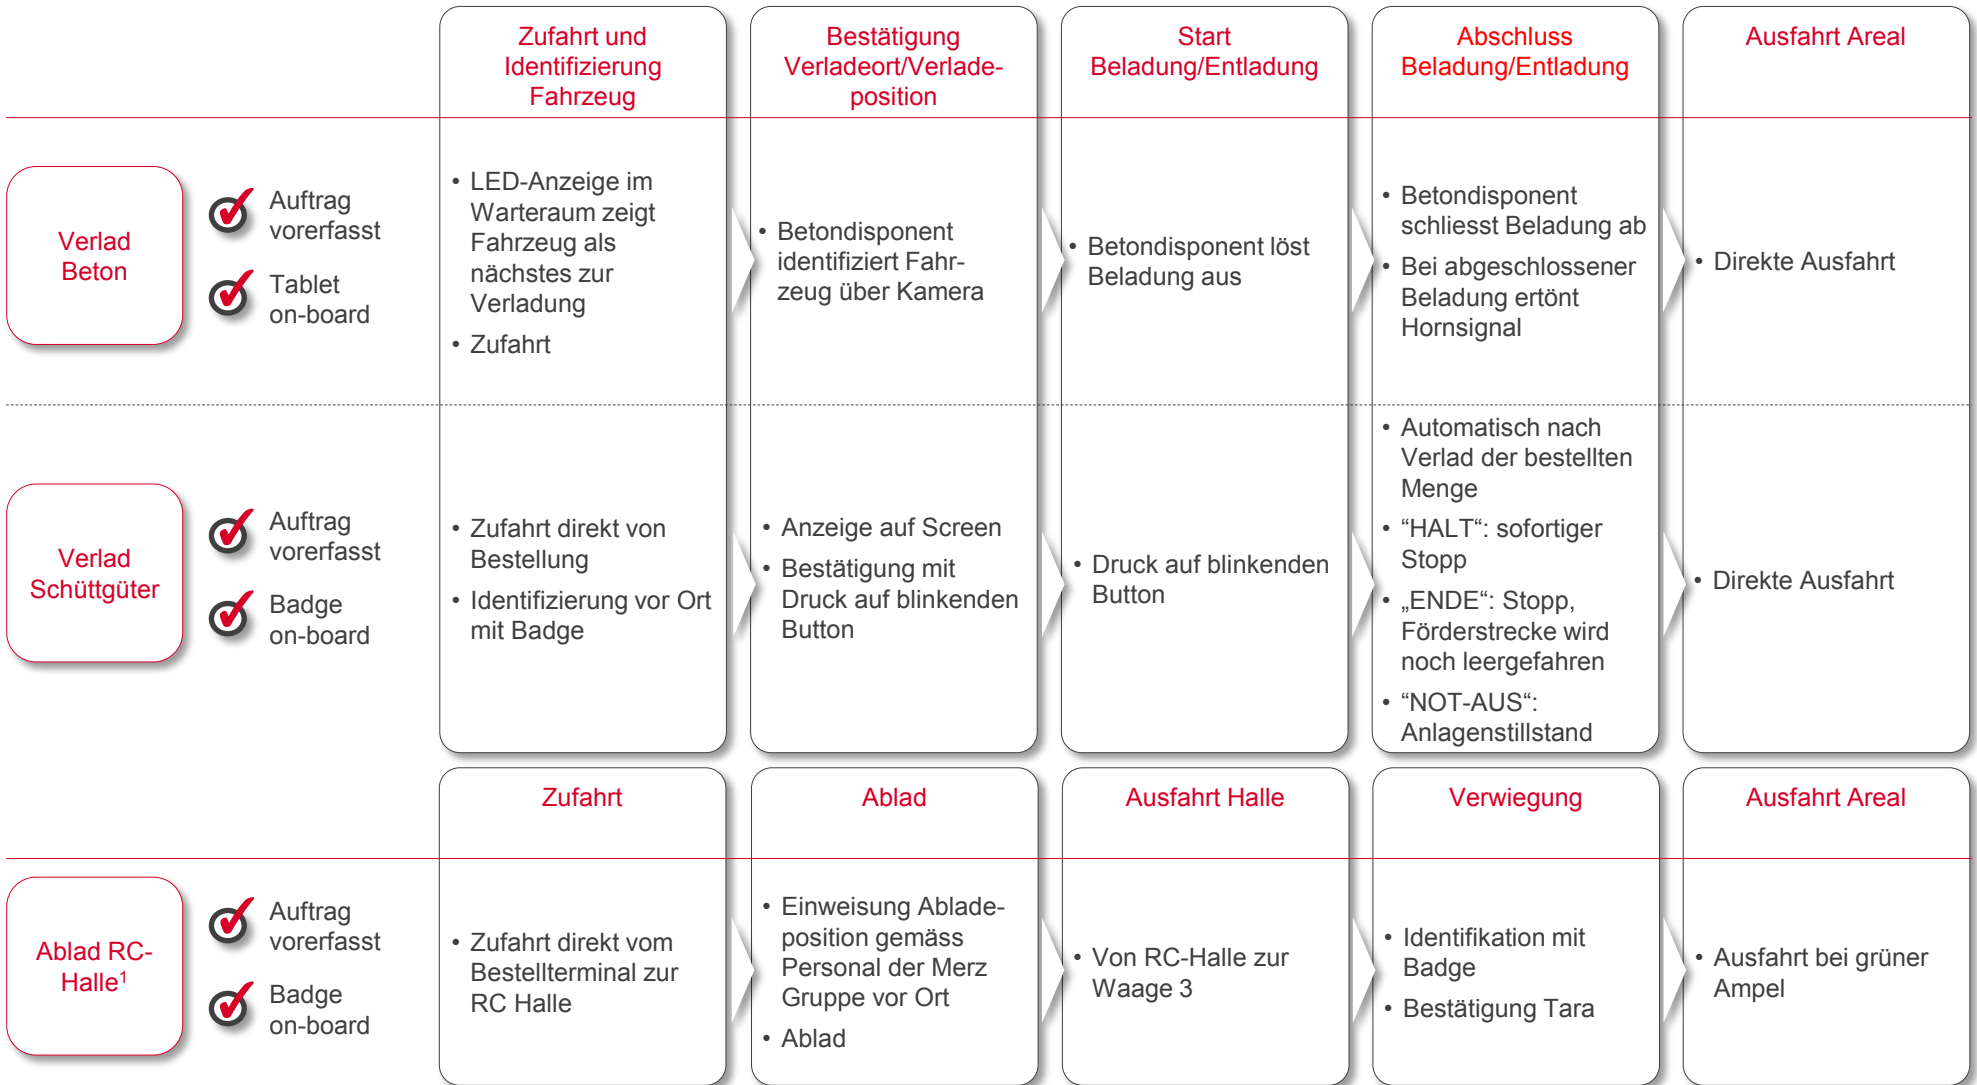 Zufahrt und
Identifizierung
Fahrzeug
Bestätigung
Verladeort/Verlade-
position
Start
Beladung/Entladung
Abschluss
Beladung/Entladung
Ausfahrt Areal
Verlad
Beton
Auftrag
vorerfasst
Tablet
on-board
• LED-Anzeige im
Warteraum zeigt
Fahrzeug als
nächstes zur
Verladung
• Zufahrt
• Betondisponent
identifiziert Fahr-
zeug über Kamera
• Betondisponent löst
Beladung aus
• Betondisponent
schliesst Beladung ab
• Bei abgeschlossener
Beladung ertönt
Hornsignal
• Direkte Ausfahrt
Verlad
Schüttgüter
Auftrag
vorerfasst
Badge
on-board
• Zufahrt direkt von
Bestellung
• Identifizierung vor Ort
mit Badge
• Anzeige auf Screen
• Bestätigung mit
Druck auf blinkenden
Button
• Druck auf blinkenden
Button
• Automatisch nach
Verlad der bestellten
Menge
• “HALT“: sofortiger
Stopp
• „ENDE“: Stopp,
Förderstrecke wird
noch leergefahren
• “NOT-AUS“:
Anlagenstillstand
• Direkte Ausfahrt
Zufahrt
Ablad
Ausfahrt Halle
Verwiegung
Ausfahrt Areal
Ablad RC-
Halle¹
Auftrag
vorerfasst
Badge
on-board
• Zufahrt direkt vom
Bestellterminal zur
RC Halle
• Einweisung Ablade-
position gemäss
Personal der Merz
Gruppe vor Ort
• Ablad
• Von RC-Halle zur
Waage 3
• Identifikation mit
Badge
• Bestätigung Tara
• Ausfahrt bei grüner
Ampel